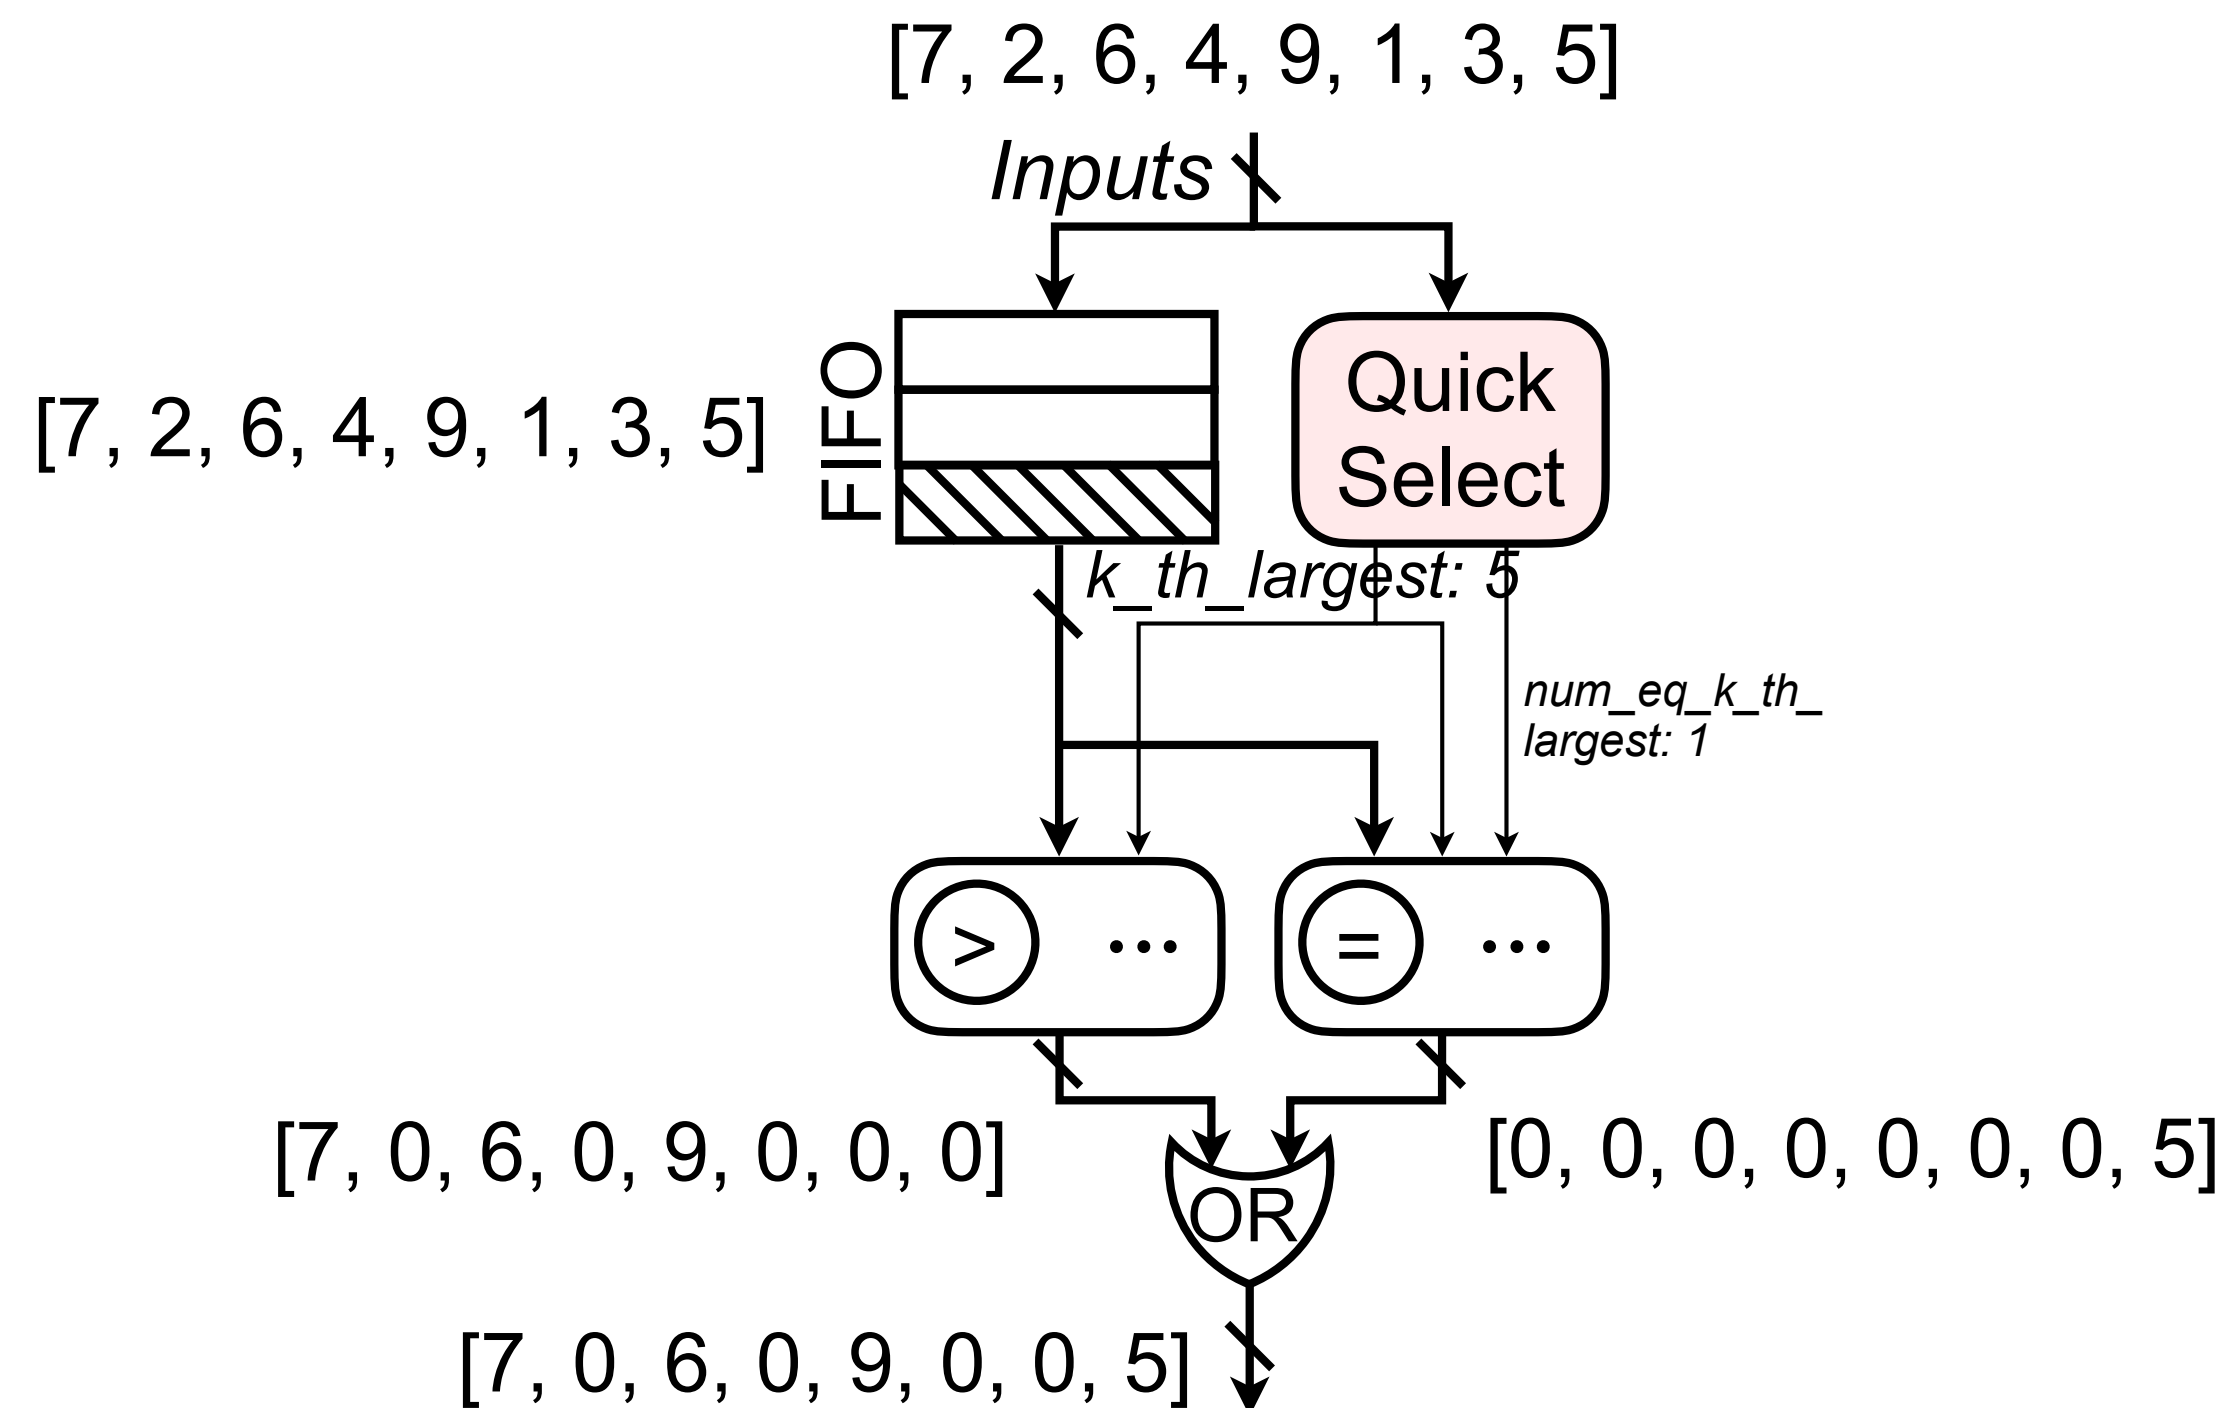 [7, 2, 6, 4, 9, 1, 3, 5]
Inputs
[7, 2, 6, 4, 9, 1, 3, 5]
FIFO
Quick
Select
k_th_largest: 5
num_eq_k_th_
largest: 1
> ...
= ...
[7, 0, 6, 0, 9, 0, 0, 0]
[0, 0, 0, 0, 0, 0, 0, 5]
OR
[7, 0, 6, 0, 9, 0, 0, 5]